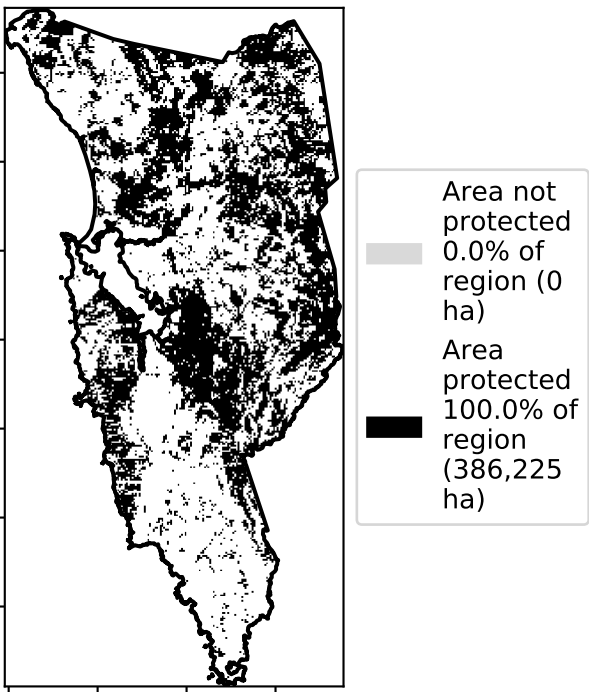 Area not
protected
0.0% of
region (0
ha)
Area
protected
100.0% of
region
(386,225
ha)